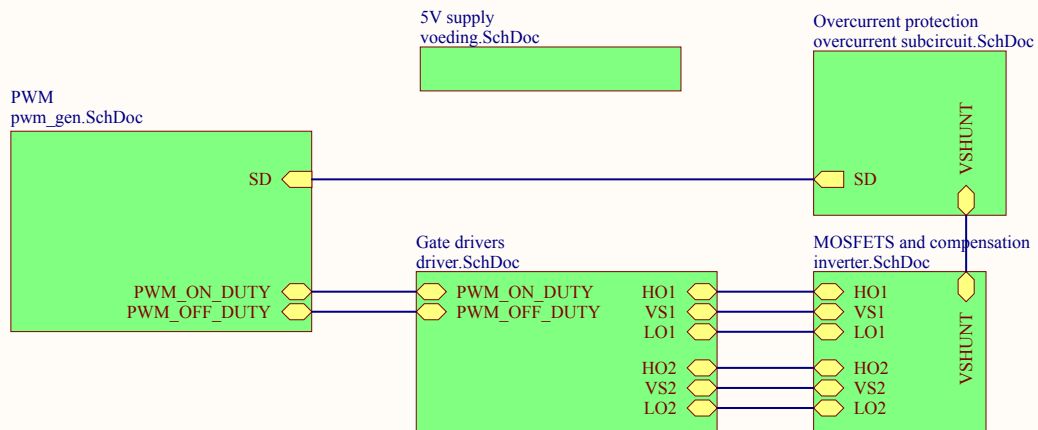 5V supply
voeding.SchDoc
Overcurrent protection
overcurrent subcircuit.SchDoc
PWM
pwm_gen.SchDoc
VSHUNT
SD
SD
Gate drivers
driver.SchDoc
MOSFETS and compensation
inverter.SchDoc
PWM_ON_DUTY
PWM_OFF_DUTY
PWM_ON_DUTY
PWM_OFF_DUTY
HO1
VS1
LO1
HO2
VS2
LO2
HO1
VS1
LO1
HO2
VS2
LO2
VSHUNT